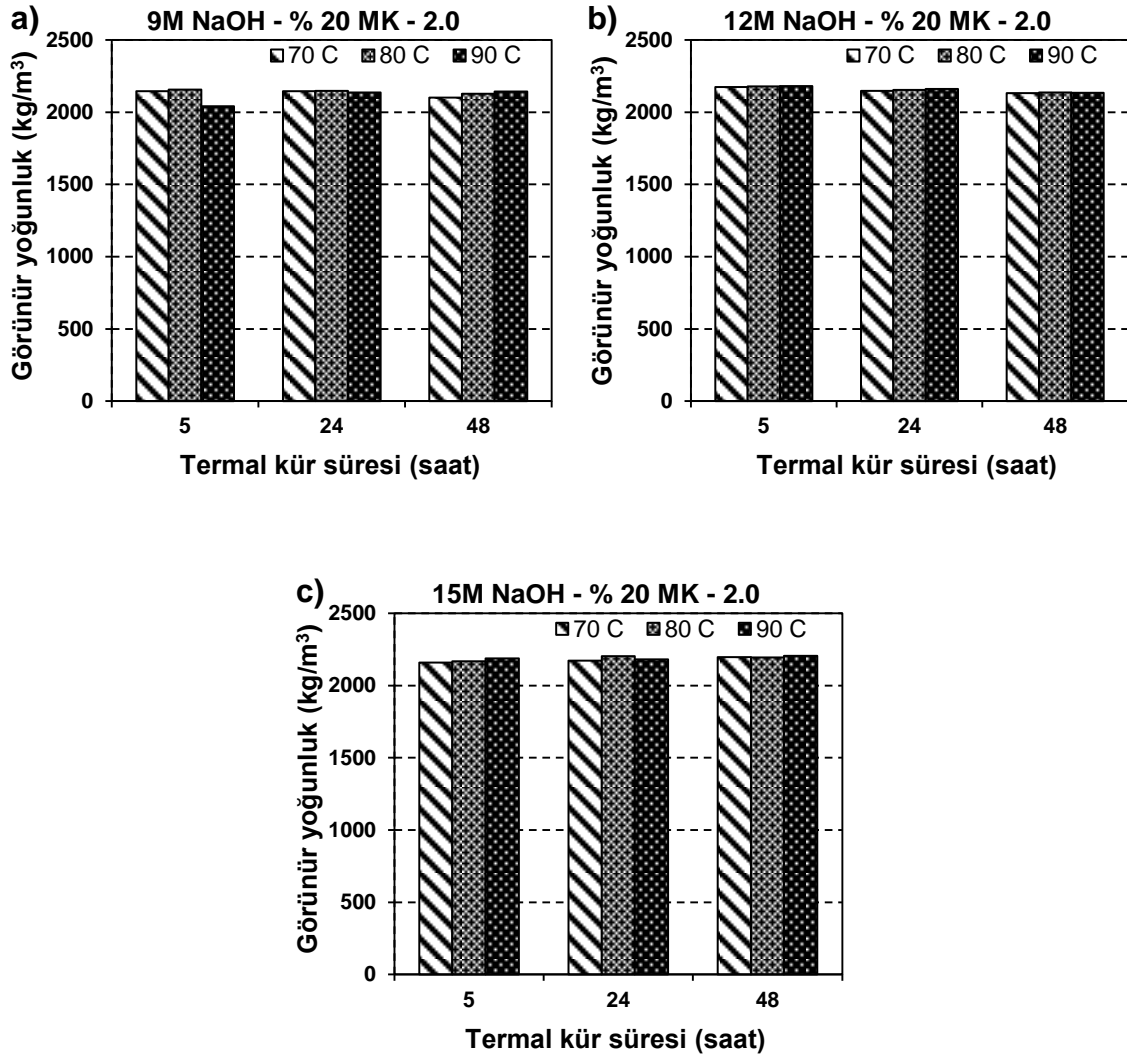 a)
9M NaOH - % 20 MK - 2.0
70 C 80 C 90 C
Görünür yoğunluk (kg/m³)
2500
2000
1500
1000
500
0
5 24 48
Termal kür süresi (saat)
b)
12M NaOH - % 20 MK - 2.0
70 C 80 C 90 C
Görünür yoğunluk (kg/m³)
2500
2000
1500
1000
500
0
5 24 48
Termal kür süresi (saat)
c)
15M NaOH - % 20 MK - 2.0
70 C 80 C 90 C
Görünür yoğunluk (kg/m³)
2500
2000
1500
1000
500
0
5 24 48
Termal kür süresi (saat)